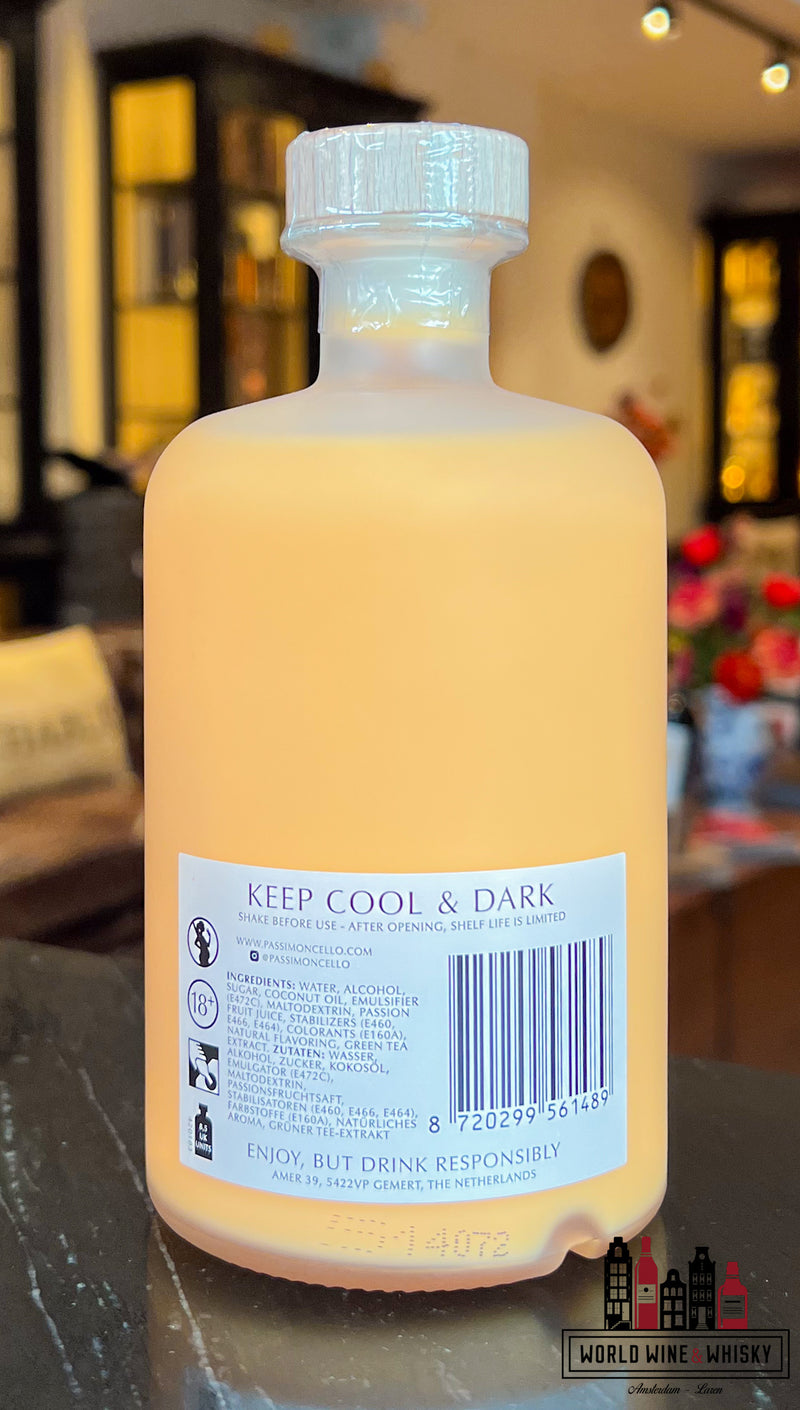 KEEP COOL & DARK
SHAKE BEFORE USE - AFTER OPENING, SHELF LIFE IS LIMITED
WWW.PASSIMONCELLO.COM
@PASSIMONCELLO
18+
INGREDIENTS: WATER, ALCOHOL,
SUGAR, COCONUT OIL, EMULSIFIER
(E472C), MALTODEXTRIN, PASSION
FRUIT JUICE, STABILIZERS (E460,
E466, E464), COLORANTS (E160A),
NATURAL FLAVORING, GREEN TEA
EXTRACT. ZUTATEN: WASSER,
ALKOHOL, ZUCKER, KOKOSÖL,
EMULGATOR (E472C),
MALTODEXTRIN,
PASSIONSFRUCHTSAFT,
STABILISATOREN (E460, E466, E464),
FARBSTOFFE (E160A), NATÜRLICHES
AROMA, GRÜNER TEE-EXTRAKT
8.5
UK
UNITS
8 720299 561489
ENJOY, BUT DRINK RESPONSIBLY
AMER 39, 5422VP GEMERT, THE NETHERLANDS
14072
WORLD WINE & WHISKY
Amsterdam - Laren